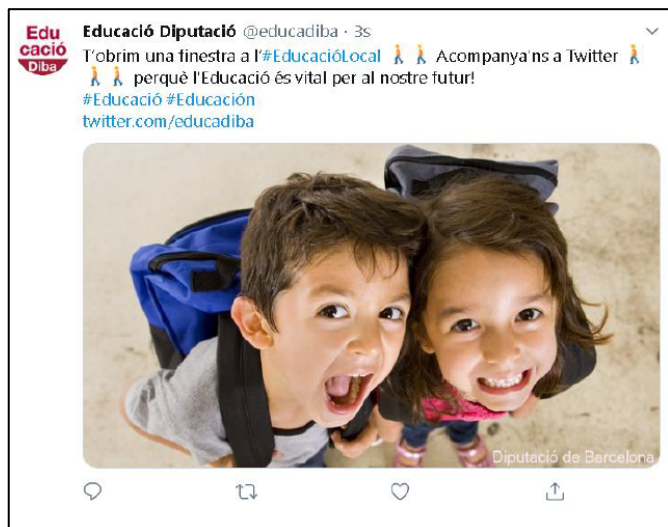 Edu
cació
Diba
Educació Diputació @educadiba · 3s
T'obrim una finestra a l'#EducacióLocal 🚶🚶 Acompanya'ns a Twitter 🚶
🚶🚶 perquè l'Educació és vital per al nostre futur!
#Educació #Educación
twitter.com/educadiba
Diputació de Barcelona